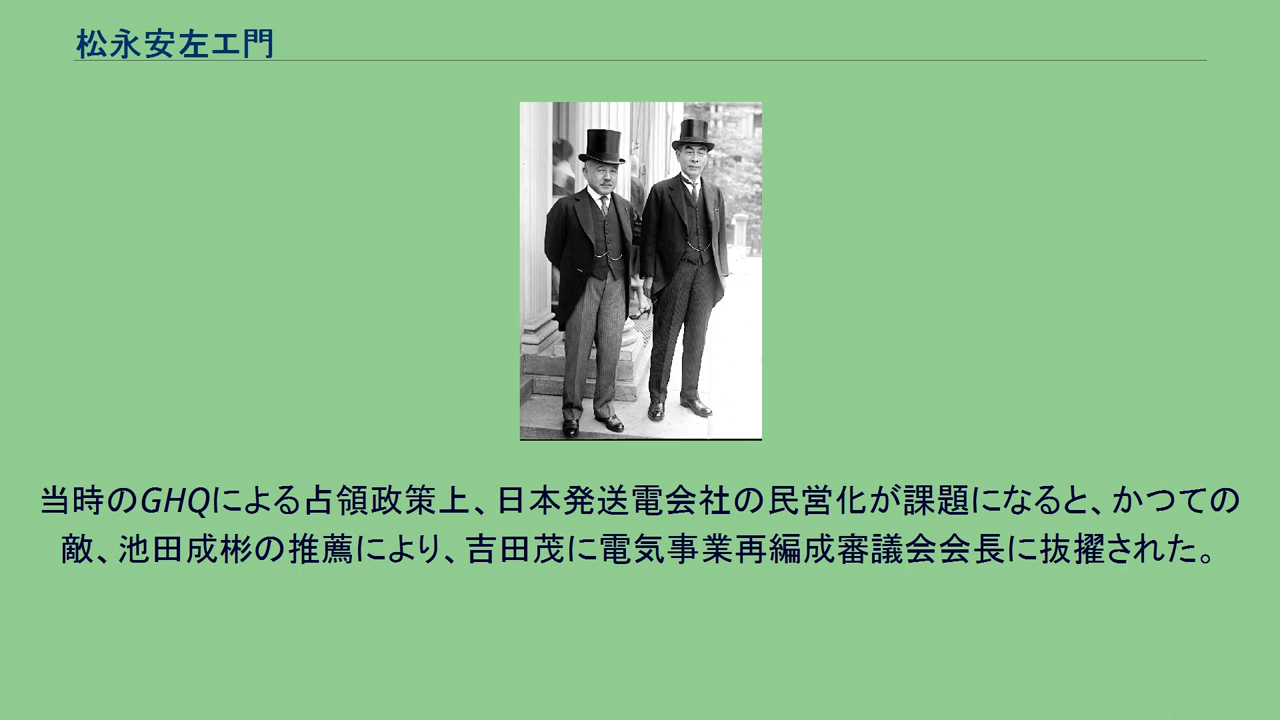 松永安左エ門
当時のGHQによる占領政策上、日本発送電会社の民営化が課題になると、かつての
敵、池田成彬の推薦により、吉田茂に電気事業再編成審議会会長に抜擢された。